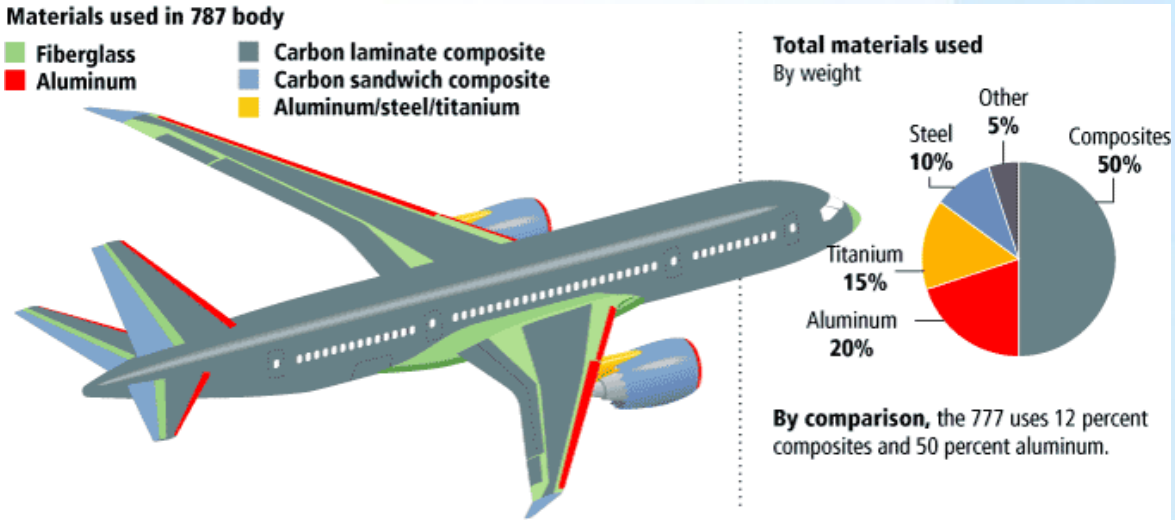 Materials used in 787 body
Fiberglass
Aluminum
Carbon laminate composite
Carbon sandwich composite
Aluminum/steel/titanium
Total materials used
By weight
Other
5%
Steel
10%
Composites
50%
Titanium
15%
Aluminum
20%
By comparison, the 777 uses 12 percent
composites and 50 percent aluminum.